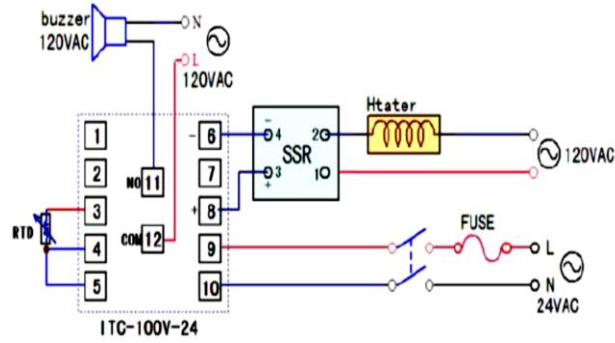 buzzer
120VAC
N
L
120VAC
1
2
3
4
5
NO 11
COM 12
- 6
7
+ 8
9
10
RTD
- 4
2
SSR
3
+
1
Htater
120VAC
FUSE
L
N
24VAC
ITC-100V-24